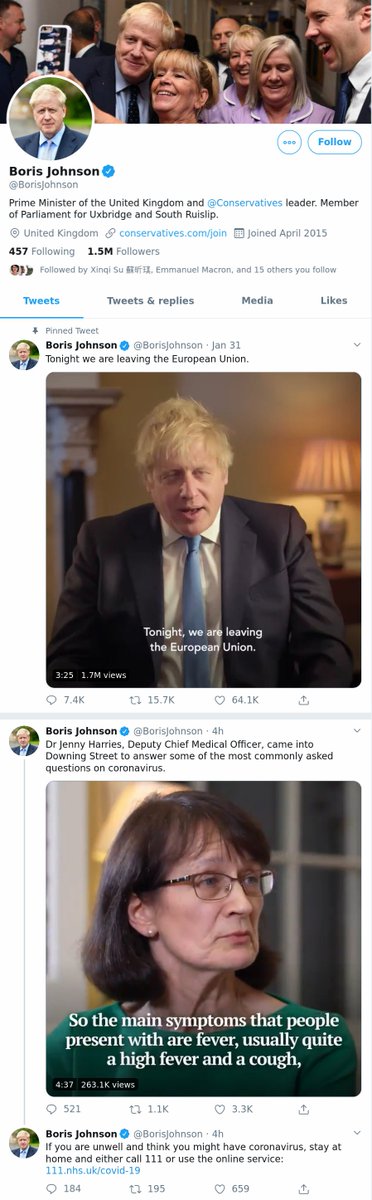 Follow
Boris Johnson
@BorisJohnson
Prime Minister of the United Kingdom and @Conservatives leader. Member
of Parliament for Uxbridge and South Ruislip.
United Kingdom conservatives.com/join Joined April 2015
457 Following 1.5M Followers
Followed by Xinqi Su 蘇昕琪, Emmanuel Macron, and 15 others you follow
Tweets Tweets & replies Media Likes
Pinned Tweet
Boris Johnson @BorisJohnson · Jan 31
Tonight we are leaving the European Union.
Tonight, we are leaving
the European Union.
3:25 1.7M views
7.4K 15.7K 64.1K
Boris Johnson @BorisJohnson · 4h
Dr Jenny Harries, Deputy Chief Medical Officer, came into
Downing Street to answer some of the most commonly asked
questions on coronavirus.
So the main symptoms that people
present with are fever, usually quite
a high fever and a cough,
4:37 263.1K views
521 1.1K 3.3K
Boris Johnson @BorisJohnson · 4h
If you are unwell and think you might have coronavirus, stay at
home and either call 111 or use the online service:
111.nhs.uk/covid-19
184 195 659